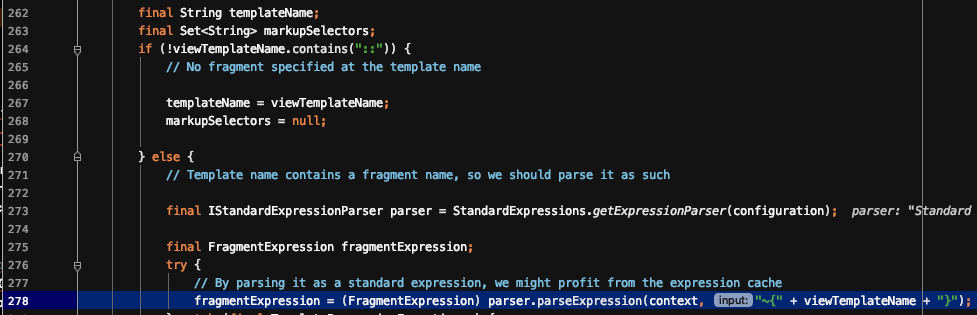 262 final String templateName;
263 final Set<String> markupSelectors;
264 if (!viewTemplateName.contains("::")) {
265 // No fragment specified at the template name
266
267 templateName = viewTemplateName;
268 markupSelectors = null;
269
270 } else {
271 // Template name contains a fragment name, so we should parse it as such
272
273 final IStandardExpressionParser parser = StandardExpressions.getExpressionParser(configuration); parser: "Standard
274
275 final FragmentExpression fragmentExpression;
276 try {
277 // By parsing it as a standard expression, we might profit from the expression cache
278 fragmentExpression = (FragmentExpression) parser.parseExpression(context, input: "~{" + viewTemplateName + "}");